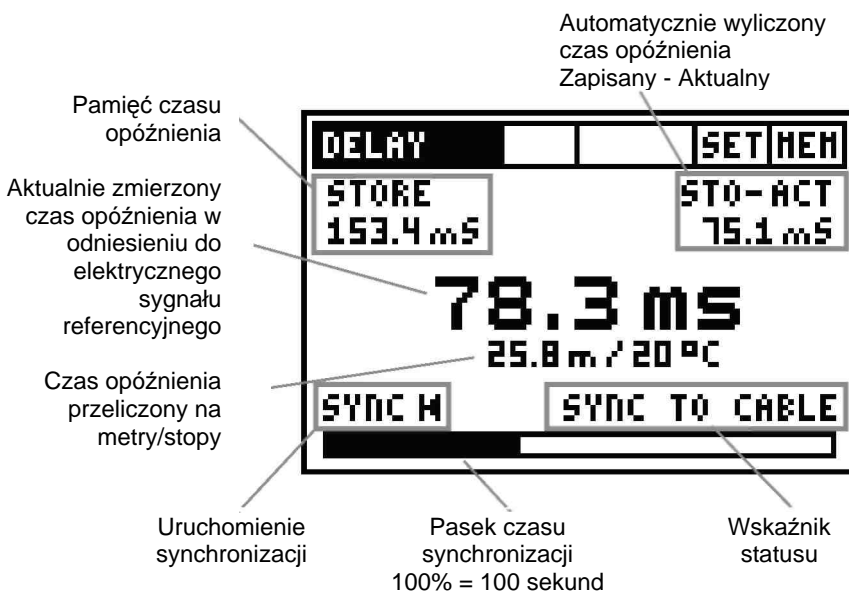 Automatycznie wyliczony
czas opóźnienia
Zapisany - Aktualny
Pamięć czasu
opóźnienia
Aktualnie zmierzony
czas opóźnienia w
odniesieniu do
elektrycznego
sygnału
referencyjnego
Czas opóźnienia
przeliczony na
metry/stopy
DELAY SET MEM
STORE STO-ACT
153.4 mS 75.1 mS
78.3 ms
25.8 m / 20 ºC
SYNC SYNC TO CABLE
Uruchomienie
synchronizacji
Pasek czasu
synchronizacji
100% = 100 sekund
Wskaźnik
statusu